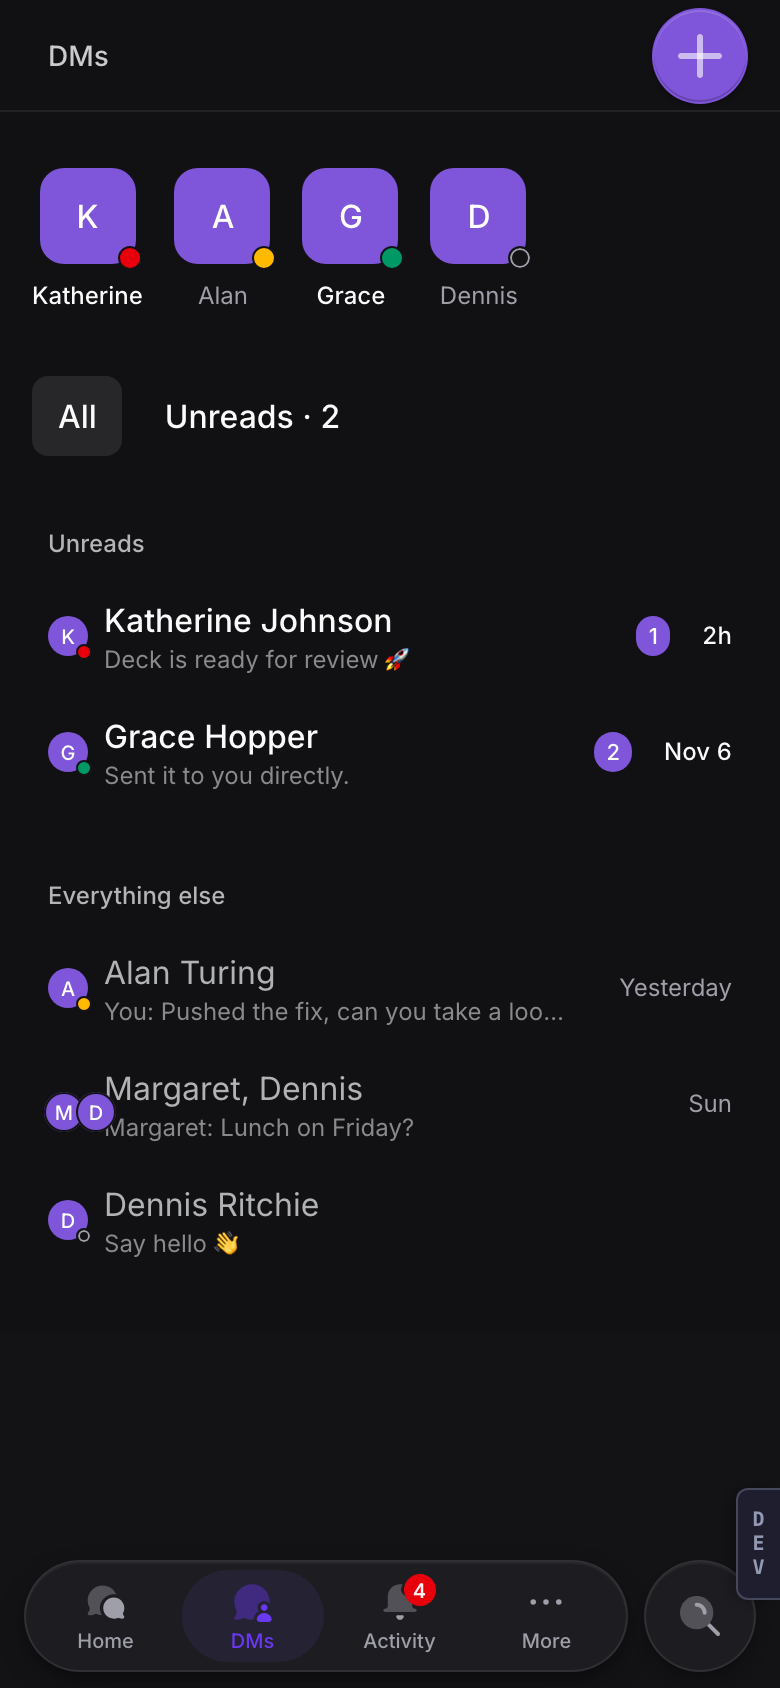 DMs
K
A
G
D
Katherine
Alan
Grace
Dennis
All
Unreads · 2
Unreads
K
Katherine Johnson
1
2h
Deck is ready for review 🚀
G
Grace Hopper
2
Nov 6
Sent it to you directly.
Everything else
A
Alan Turing
Yesterday
You: Pushed the fix, can you take a loo...
M
D
Margaret, Dennis
Sun
Margaret: Lunch on Friday?
D
Dennis Ritchie
Say hello 👋
DEV
4
Home
DMs
Activity
More